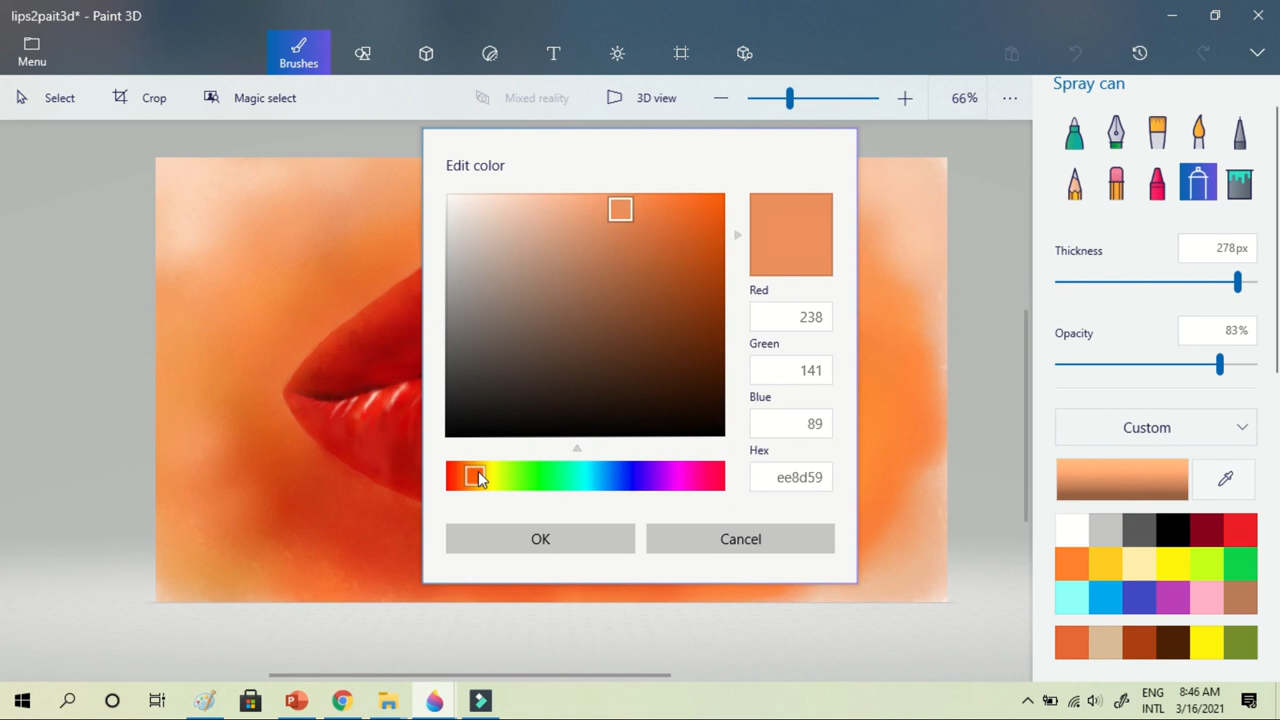 lips2pait3d* - Paint 3D
Menu
Brushes
T
Select
Crop
Magic select
Mixed reality
3D view
66%
Spray can
Thickness
278px
Opacity
83%
Custom
Edit color
Red
238
Green
141
Blue
89
Hex
ee8d59
OK
Cancel
ENG
INTL
8:46 AM
3/16/2021